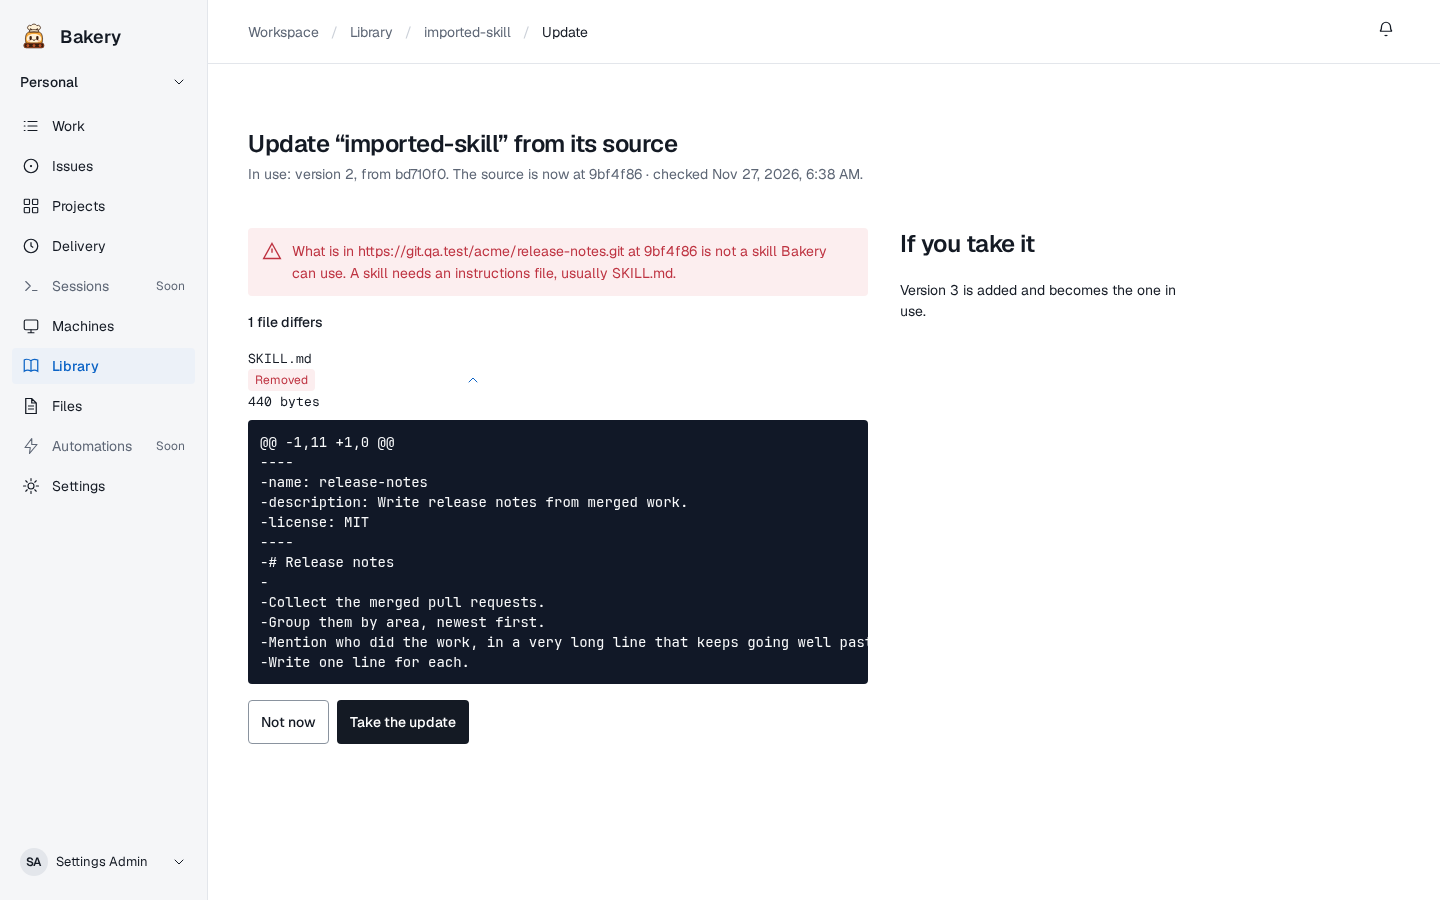 Bakery
Personal
Work
Issues
Projects
Delivery
Sessions Soon
Machines
Library
Files
Automations Soon
Settings
SA Settings Admin
Workspace / Library / imported-skill / Update
Update “imported-skill” from its source
In use: version 2, from bd710f0. The source is now at 9bf4f86 · checked Nov 27, 2026, 6:38 AM.
What is in https://git.qa.test/acme/release-notes.git at 9bf4f86 is not a skill Bakery
can use. A skill needs an instructions file, usually SKILL.md.
1 file differs
SKILL.md
Removed
440 bytes
@@ -1,11 +1,0 @@
----
-name: release-notes
-description: Write release notes from merged work.
-license: MIT
----
-# Release notes
-
-Collect the merged pull requests.
-Group them by area, newest first.
-Mention who did the work, in a very long line that keeps going well past
-Write one line for each.
Not now
Take the update
If you take it
Version 3 is added and becomes the one in
use.